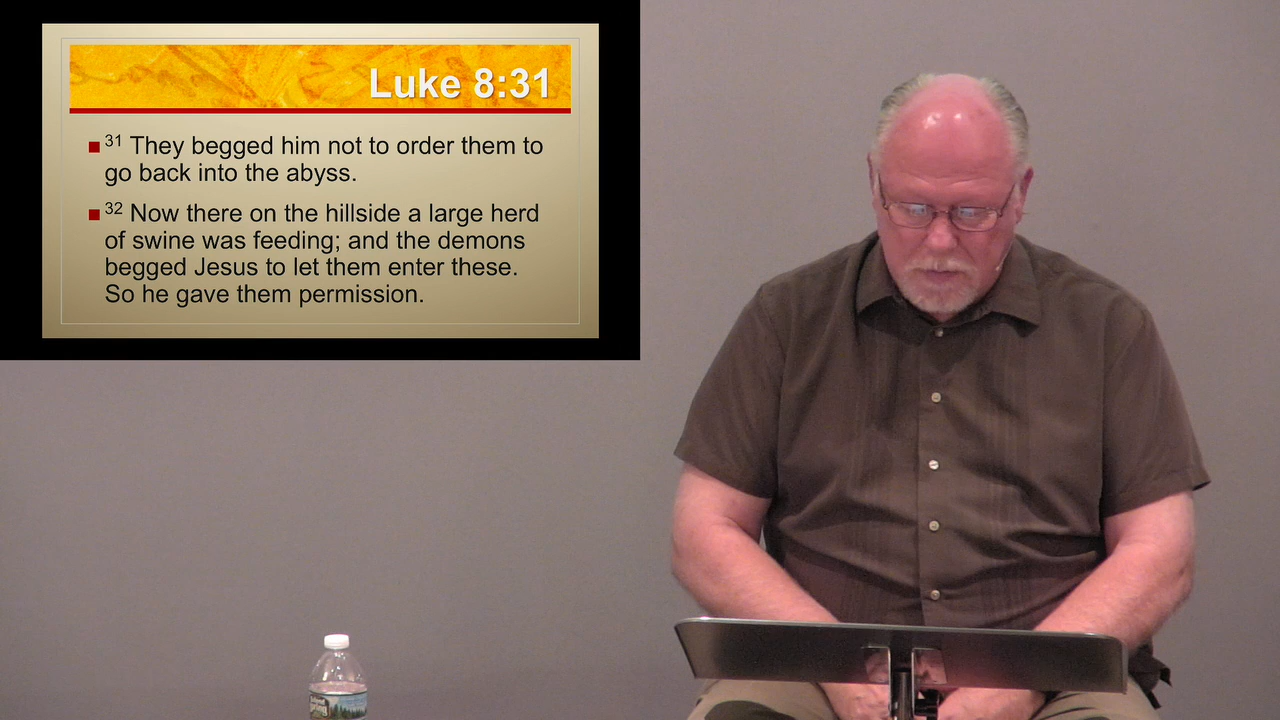 Luke 8:31
31 They begged him not to order them to
go back into the abyss.
32 Now there on the hillside a large herd
of swine was feeding; and the demons
begged Jesus to let them enter these.
So he gave them permission.